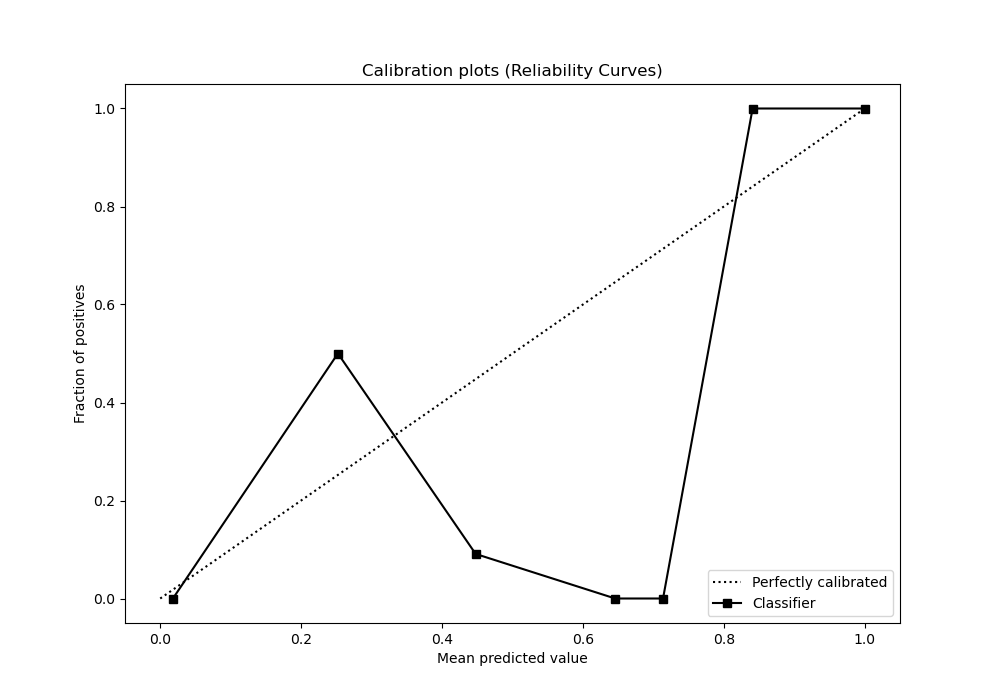 Calibration plots (Reliability Curves)
1.0
0.8
0.6
0.4
0.2
0.0
Fraction of positives
0.0 0.2 0.4 0.6 0.8 1.0
Mean predicted value
Perfectly calibrated
Classifier